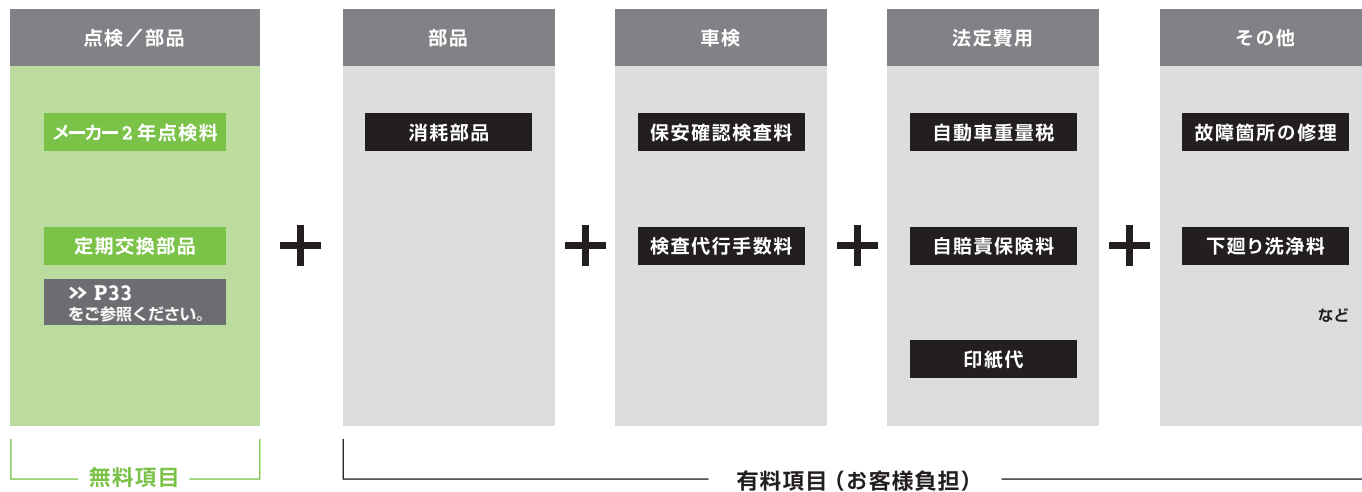 点検／部品
メーカー2年点検料
定期交換部品
>> P33
をご参照ください。
無料項目
部品
消耗部品
車検
保安確認検査料
検査代行手数料
法定費用
自動車重量税
自賠責保険料
印紙代
その他
故障箇所の修理
下廻り洗浄料
など
有料項目（お客様負担）